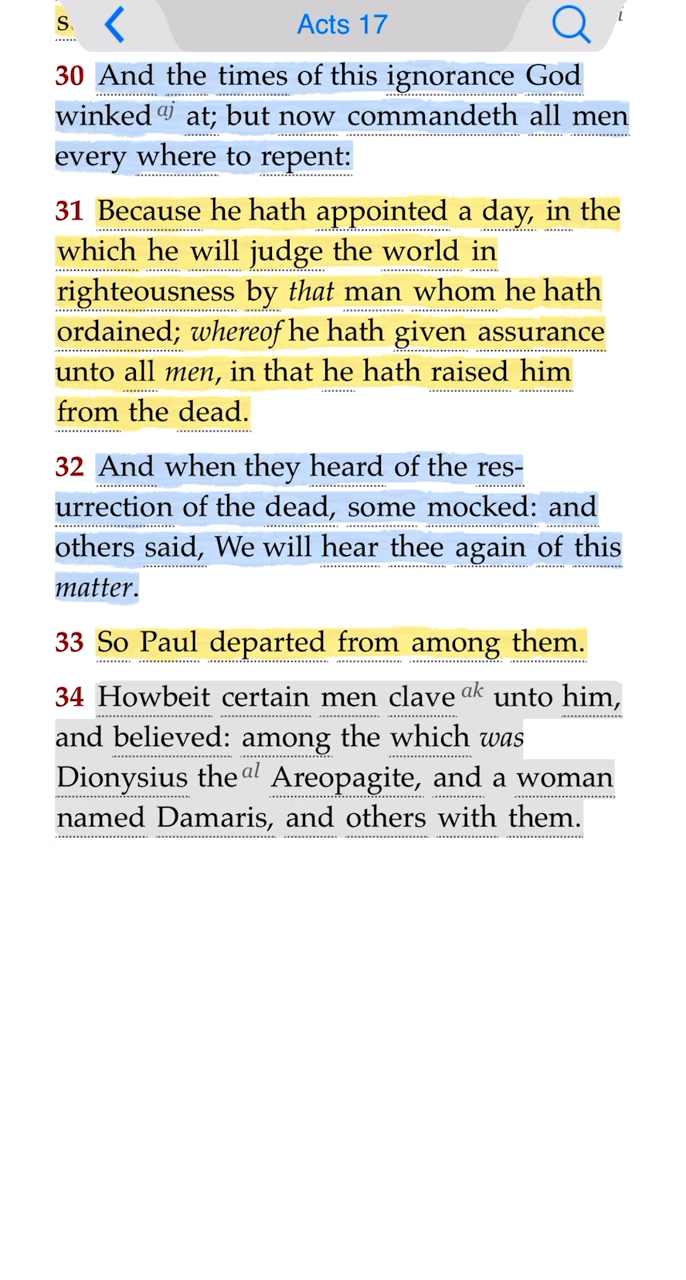 s.
Acts 17
i
30 And the times of this ignorance God
winked aj at; but now commandeth all men
every where to repent:
31 Because he hath appointed a day, in the
which he will judge the world in
righteousness by that man whom he hath
ordained; whereof he hath given assurance
unto all men, in that he hath raised him
from the dead.
32 And when they heard of the res-
urrection of the dead, some mocked: and
others said, We will hear thee again of this
matter.
33 So Paul departed from among them.
34 Howbeit certain men clave ak unto him,
and believed: among the which was
Dionysius the al Areopagite, and a woman
named Damaris, and others with them.